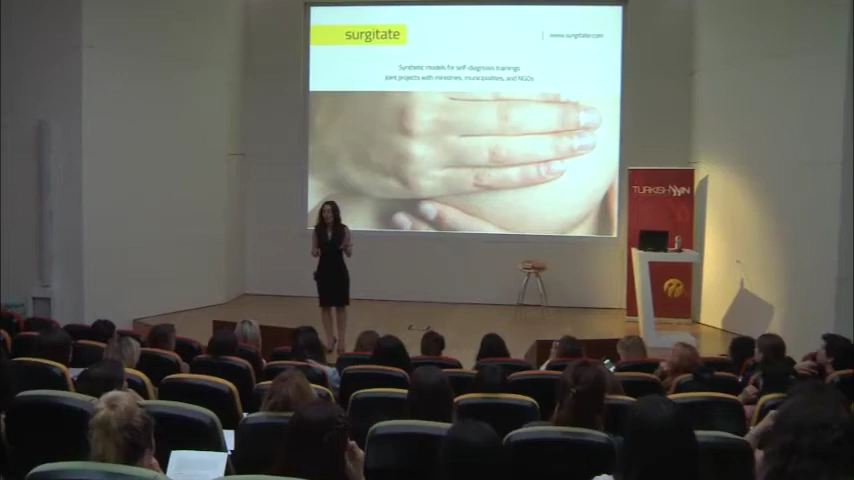 surgitate
www.surgitate.com
Synthetic models for self-diagnosis trainings
joint projects with ministries, municipalities, and NGOs
TURKISHWIN